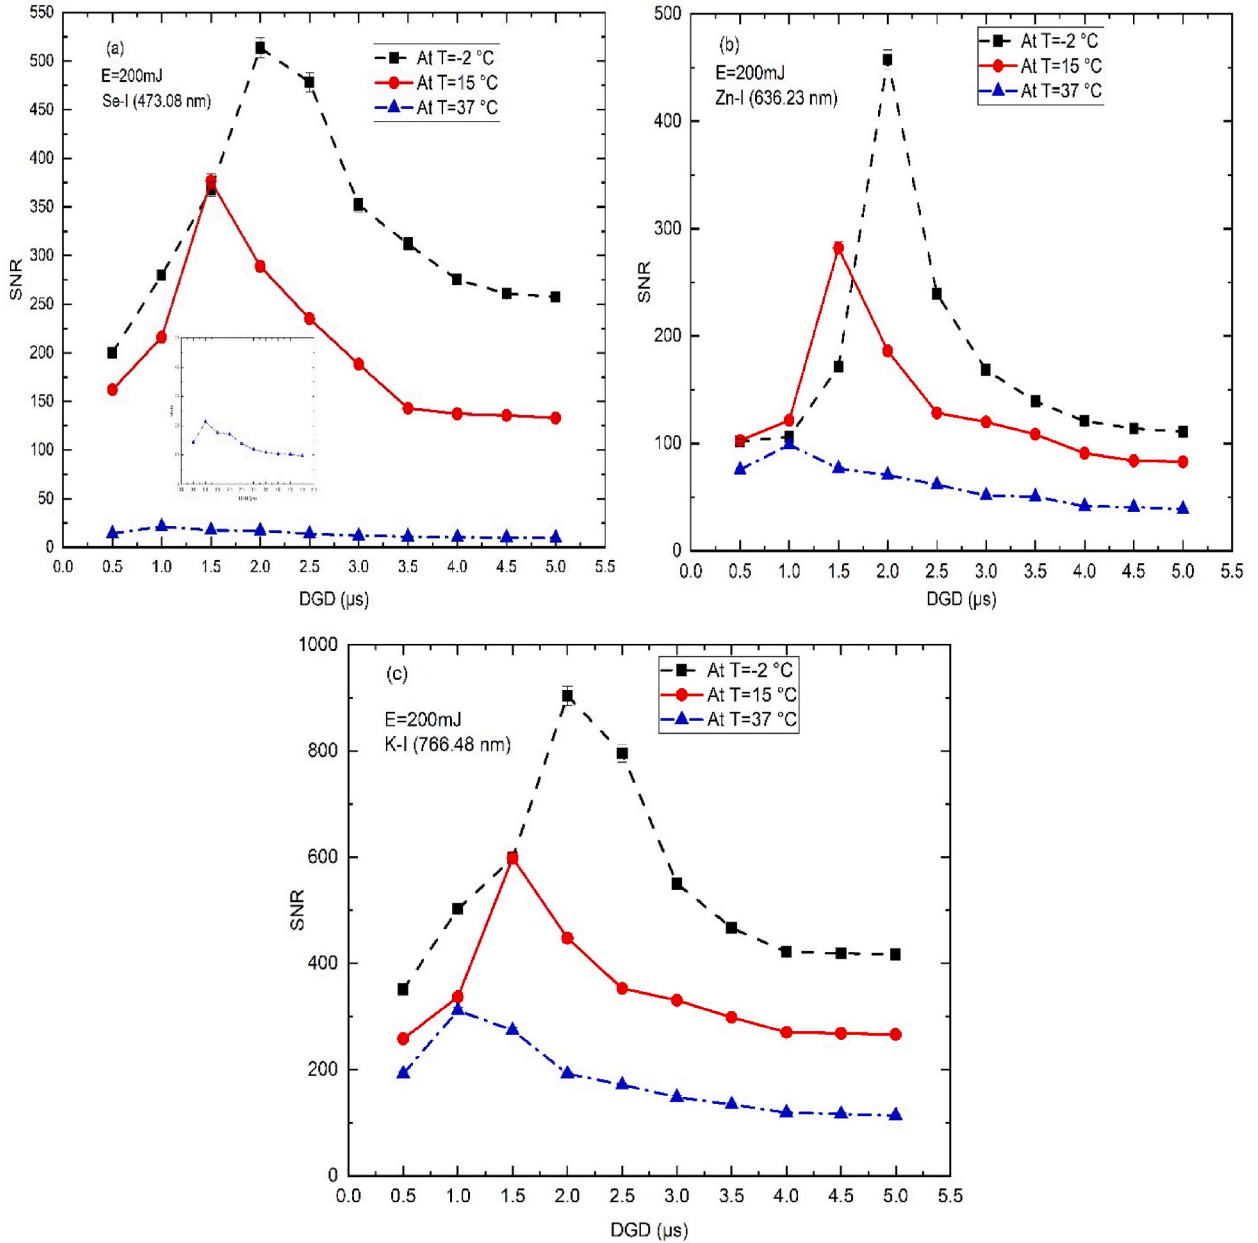 (a)
E=200mJ
Se-I (473.08 nm)
At T=-2 °C
At T=15 °C
At T=37 °C
550
500
450
400
350
300
250
200
150
100
50
0
SNR
0.0 0.5 1.0 1.5 2.0 2.5 3.0 3.5 4.0 4.5 5.0 5.5
DGD (μs)
(b)
E=200mJ
Zn-I (636.23 nm)
At T=-2 °C
At T=15 °C
At T=37 °C
500
400
300
200
100
0
SNR
0.0 0.5 1.0 1.5 2.0 2.5 3.0 3.5 4.0 4.5 5.0 5.5
DGD (μs)
(c)
E=200mJ
K-I (766.48 nm)
At T=-2 °C
At T=15 °C
At T=37 °C
1000
800
600
400
200
0
SNR
0.0 0.5 1.0 1.5 2.0 2.5 3.0 3.5 4.0 4.5 5.0 5.5
DGD (μs)